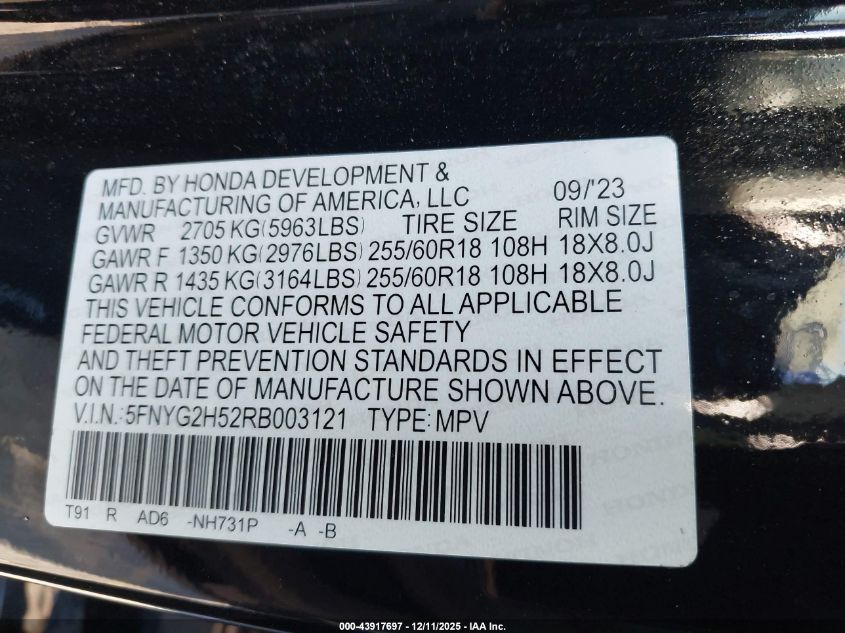 MFD. BY HONDA DEVELOPMENT &
MANUFACTURING OF AMERICA, LLC 09/'23
GVWR 2705 KG(5963LBS) TIRE SIZE RIM SIZE
GAWR F 1350 KG(2976LBS) 255/60R18 108H 18X8.0J
GAWR R 1435 KG(3164LBS) 255/60R18 108H 18X8.0J
THIS VEHICLE CONFORMS TO ALL APPLICABLE
FEDERAL MOTOR VEHICLE SAFETY
AND THEFT PREVENTION STANDARDS IN EFFECT
ON THE DATE OF MANUFACTURE SHOWN ABOVE.
V.I.N.:5FNYG2H52RB003121 TYPE:MPV
T91 R AD6 -NH731P -A -B
000-43917697 - 12/11/2025 - IAA Inc.